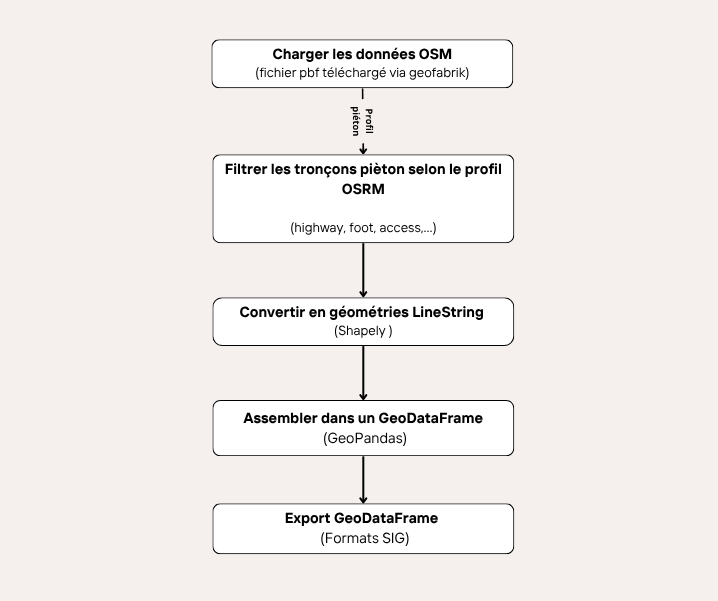 Charger les données OSM
(fichier pbf téléchargé via geofabrik)
Profil
piéton
Filtrer les tronçons pièton selon le profil
OSRM
(highway, foot, access,...)
Convertir en géométries LineString
(Shapely )
Assembler dans un GeoDataFrame
(GeoPandas)
Export GeoDataFrame
(Formats SIG)